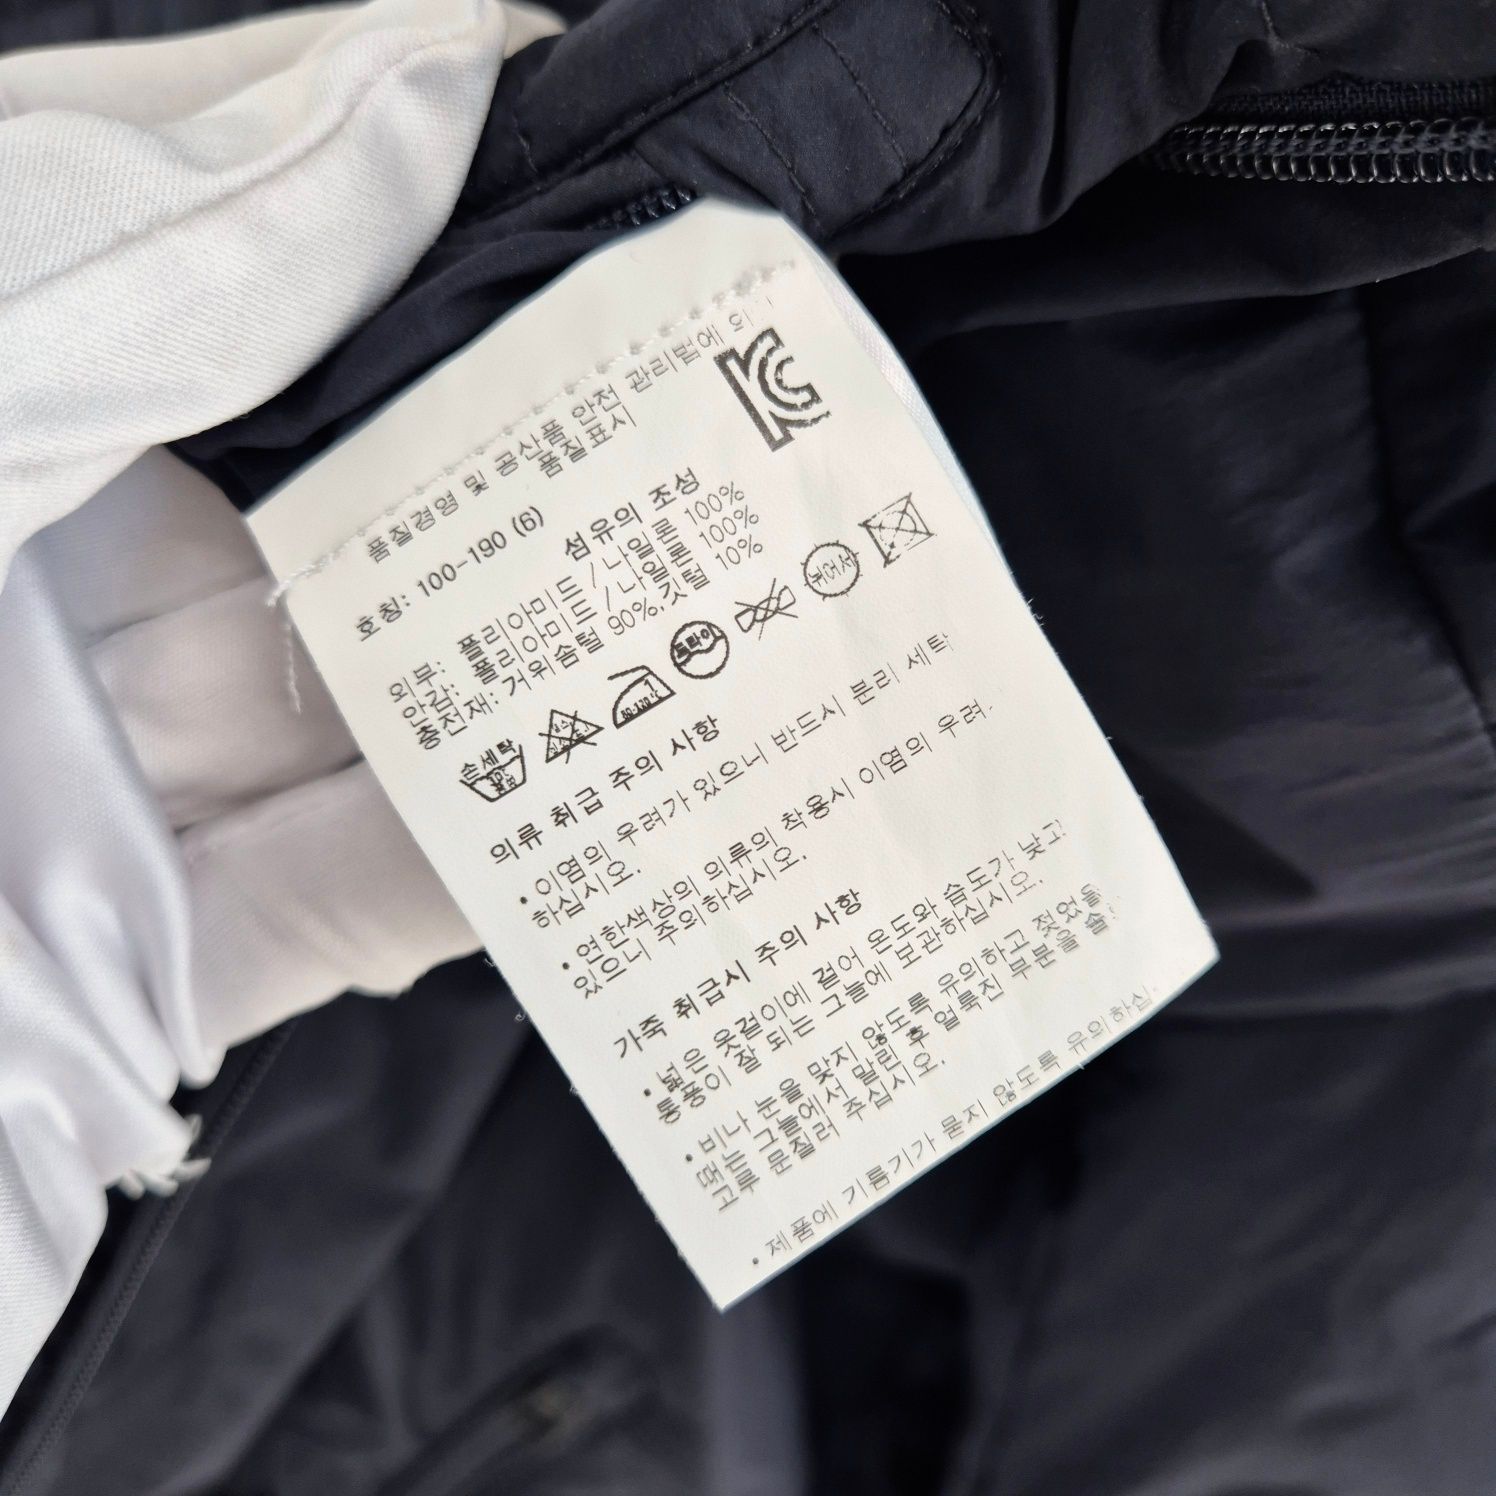 품질경영 및 공산품 안전 관리법에 의
품질표시
호칭: 100-190 (6)
섬유의 조성
외무: 폴리아미드/나일론 100%
안감: 폴리아미드/나일론 100%
충전재: 거위솜털 90%, 깃털 10%
손세탁
1
80-120℃
드라이
뉘어서
의류 취급 주의 사항
• 이염의 우려가 있으니 반드시 분리 세탁
하십시오.
• 연한색상의 의류의 착용시 이염의 우려.
있으니 주의하십시오.
가죽 취급시 주의 사항
• 넓은 옷걸이에 걸어 온도와 습도가 낮고
통풍이 잘 되는 그늘에 보관하십시오.
• 비나 눈을 맞지 않도록 유의하고 젖었을
때는 그늘에서 말린 후 얼룩진 부분을 솔
고루 문질러 주십시오.
• 제품에 기름기가 묻지 않도록 유의하십.